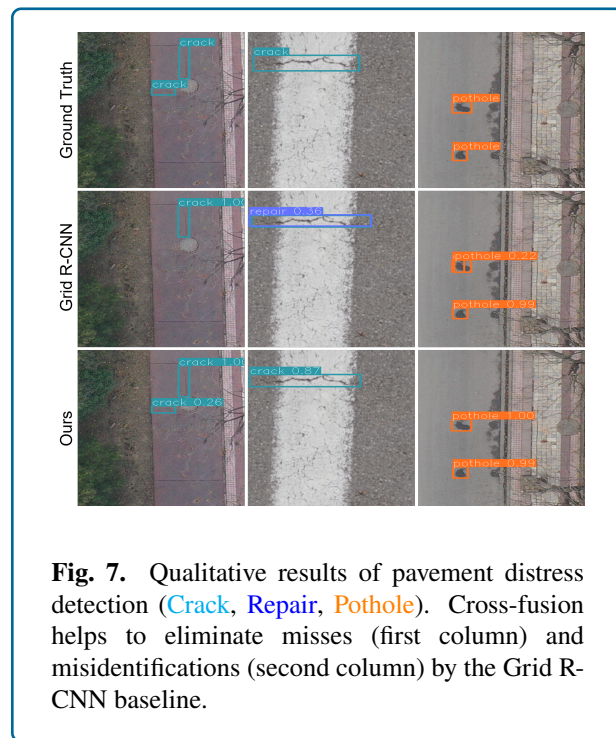 Ground Truth
crack
crack
crack
pothole
pothole
Grid R-CNN
crack 1.00
repair 0.36
pothole 0.22
pothole 0.99
Ours
crack 1.00
crack 0.26
crack 0.87
pothole 1.00
pothole 0.99
Fig. 7. Qualitative results of pavement distress
detection (Crack, Repair, Pothole). Cross-fusion
helps to eliminate misses (first column) and
misidentifications (second column) by the Grid R-
CNN baseline.